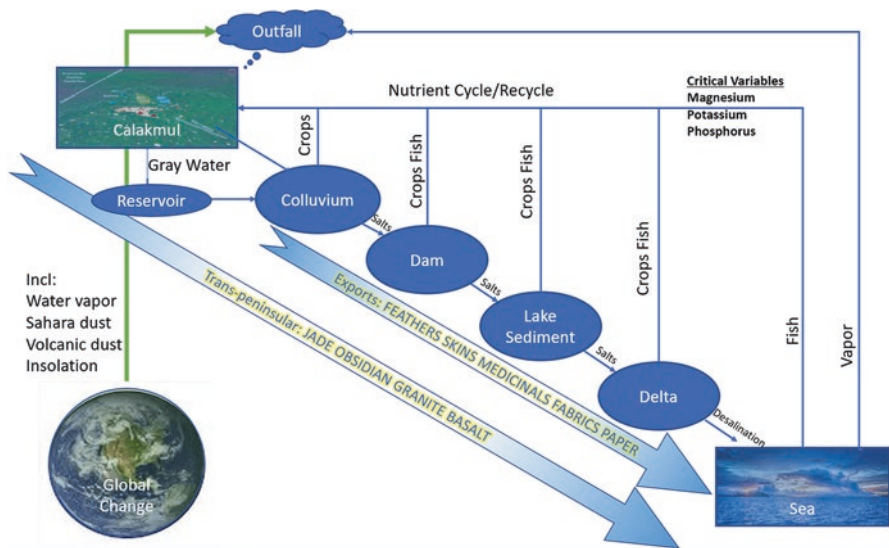 Outfall
Nutrient Cycle/Recycle
Critical Variables
Magnesium
Potassium
Phosphorus
Calakmul
Gray Water
Crops
Crops Fish
Crops Fish
Crops Fish
Fish
Vapor
Reservoir
Colluvium
Salts
Dam
Salts
Lake
Sediment
Salts
Delta
Desalination
Sea
Incl:
Water vapor
Sahara dust
Volcanic dust
Insolation
Trans-peninsular: JADE OBSIDIAN GRANITE BASALT
Exports: FEATHERS SKINS MEDICINALS FABRICS PAPER
Global
Change